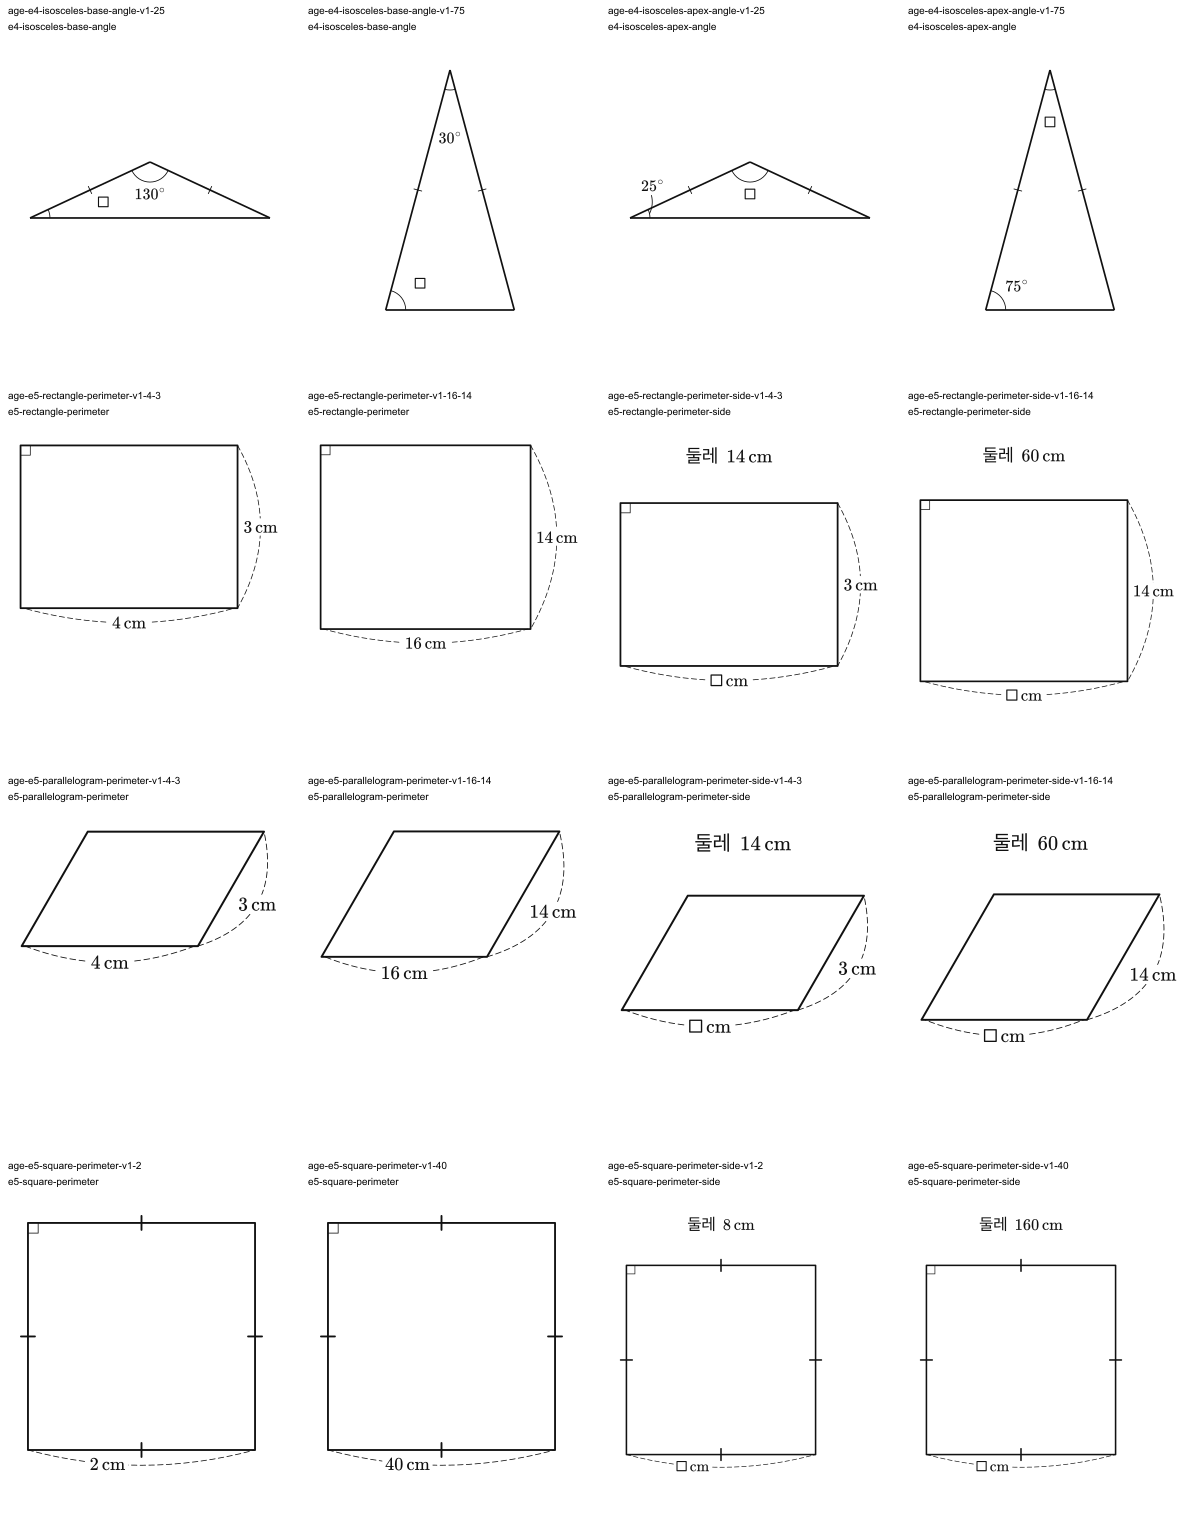 age-e4-isosceles-base-angle-v1-25
e4-isosceles-base-angle
130°
□
age-e4-isosceles-base-angle-v1-75
e4-isosceles-base-angle
30°
□
age-e4-isosceles-apex-angle-v1-25
e4-isosceles-apex-angle
25°
□
age-e4-isosceles-apex-angle-v1-75
e4-isosceles-apex-angle
□
75°
age-e5-rectangle-perimeter-v1-4-3
e5-rectangle-perimeter
3 cm
4 cm
age-e5-rectangle-perimeter-v1-16-14
e5-rectangle-perimeter
14 cm
16 cm
age-e5-rectangle-perimeter-side-v1-4-3
e5-rectangle-perimeter-side
둘레 14 cm
3 cm
□ cm
age-e5-rectangle-perimeter-side-v1-16-14
e5-rectangle-perimeter-side
둘레 60 cm
14 cm
□ cm
age-e5-parallelogram-perimeter-v1-4-3
e5-parallelogram-perimeter
3 cm
4 cm
age-e5-parallelogram-perimeter-v1-16-14
e5-parallelogram-perimeter
14 cm
16 cm
age-e5-parallelogram-perimeter-side-v1-4-3
e5-parallelogram-perimeter-side
둘레 14 cm
3 cm
□ cm
age-e5-parallelogram-perimeter-side-v1-16-14
e5-parallelogram-perimeter-side
둘레 60 cm
14 cm
□ cm
age-e5-square-perimeter-v1-2
e5-square-perimeter
2 cm
age-e5-square-perimeter-v1-40
e5-square-perimeter
40 cm
age-e5-square-perimeter-side-v1-2
e5-square-perimeter-side
둘레 8 cm
□ cm
age-e5-square-perimeter-side-v1-40
e5-square-perimeter-side
둘레 160 cm
□ cm